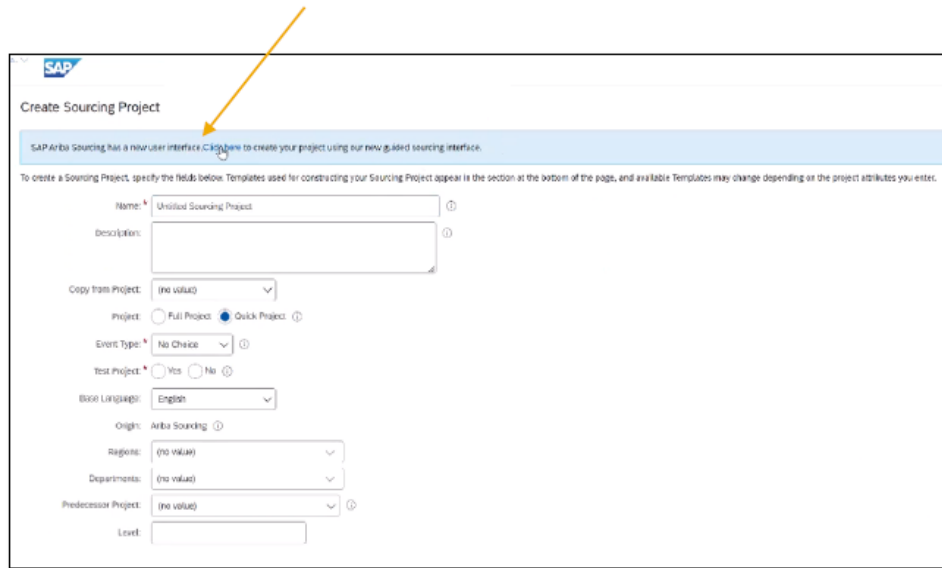 SAP
Create Sourcing Project
SAP Ariba Sourcing has a new user interface.Click here to create your project using our new guided sourcing interface.
To create a Sourcing Project, specify the fields below. Templates used for constructing your Sourcing Project appear in the section at the bottom of the page, and available Templates may change depending on the project attributes you enter.
Name: * Untitled Sourcing Project
Description:
Copy from Project: (no value)
Project: Full Project Quick Project
Event Type: * No Choice
Test Project: * Yes No
Base Language: English
Origin: Ariba Sourcing
Regions: (no value)
Departments: (no value)
Predecessor Project: (no value)
Level: